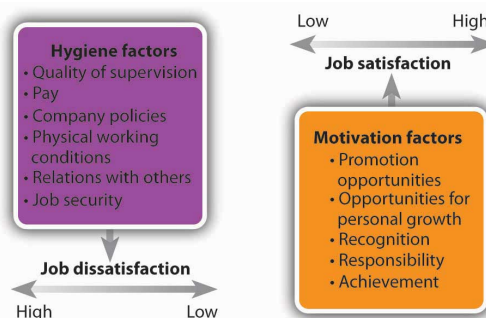 Hygiene factors
• Quality of supervision
• Pay
• Company policies
• Physical working
conditions
• Relations with others
• Job security
Job dissatisfaction
High Low
Low High
Job satisfaction
Motivation factors
• Promotion
opportunities
• Opportunities for
personal growth
• Recognition
• Responsibility
• Achievement